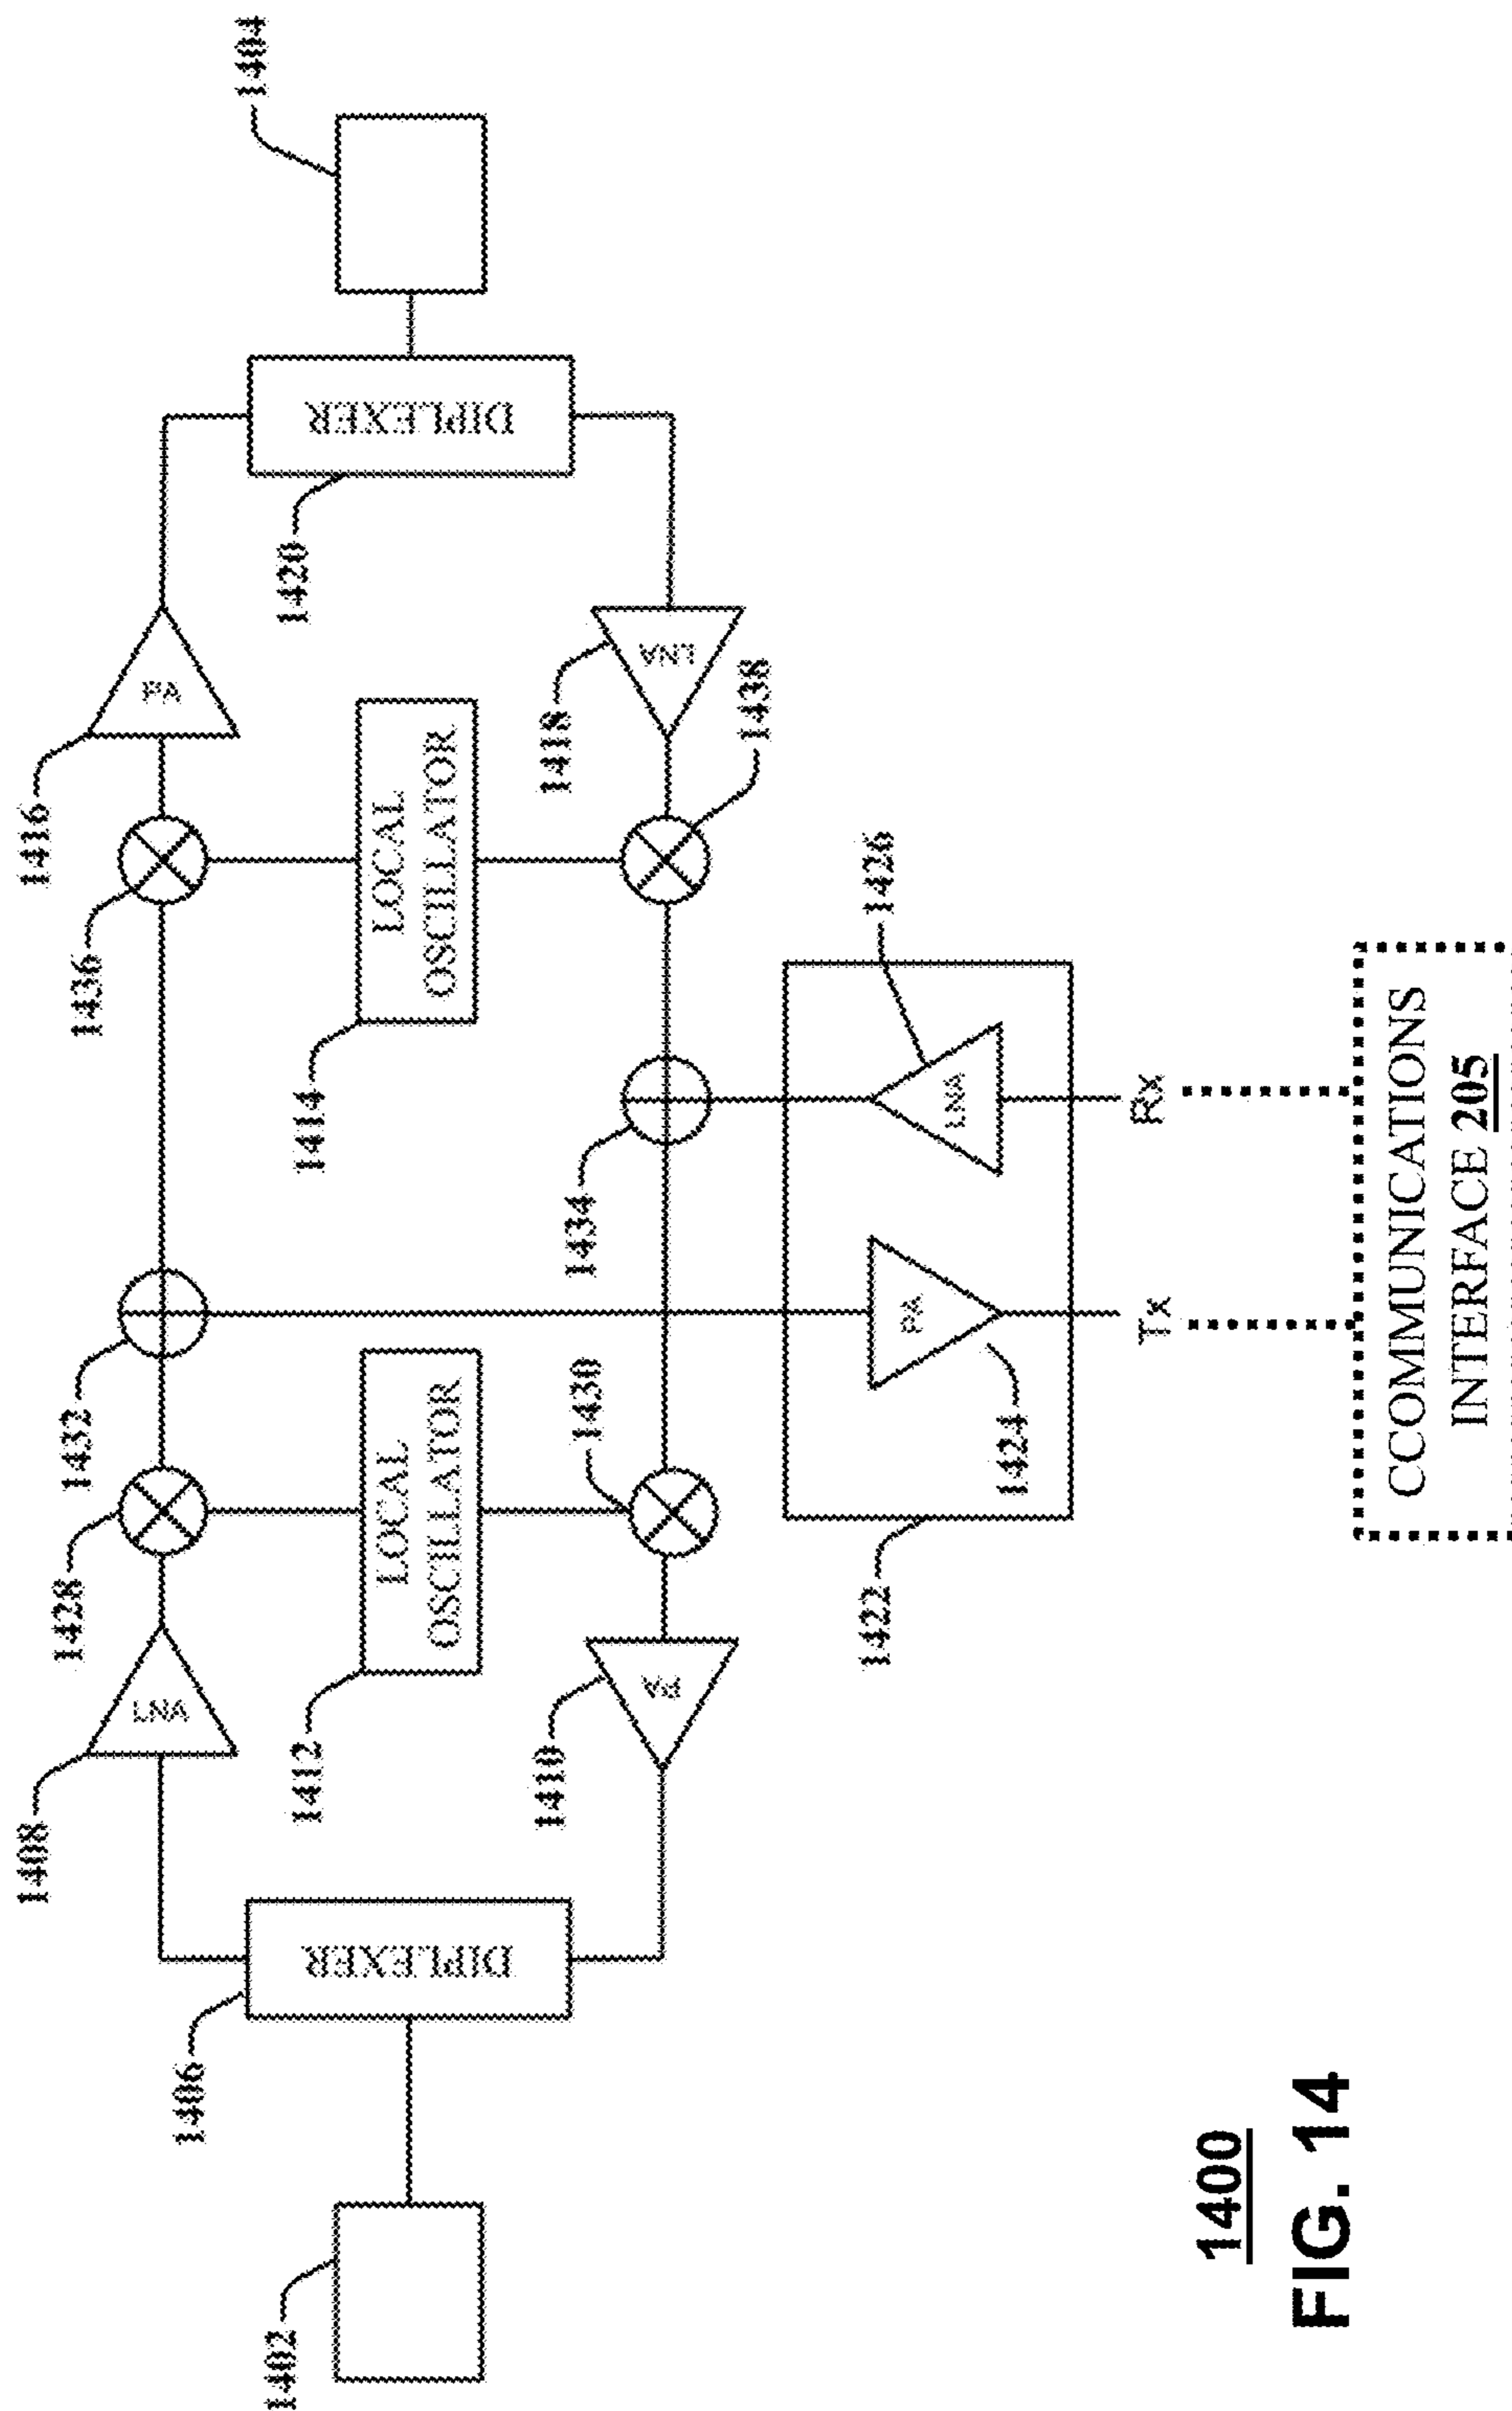 1408
1416
1428
1432
1436
LNA
PA
1406
1404
1402
1420
1412
1414
DIPLEXER
LOCAL
OSCILLATOR
LOCAL
OSCILLATOR
DIPLEXER
1410
1430
1434
1418
PA
LNA
1438
1422
1426
PA
LNA
1424
Tx
Rx
CCOMMUNICATIONS
INTERFACE 205
1400
FIG. 14